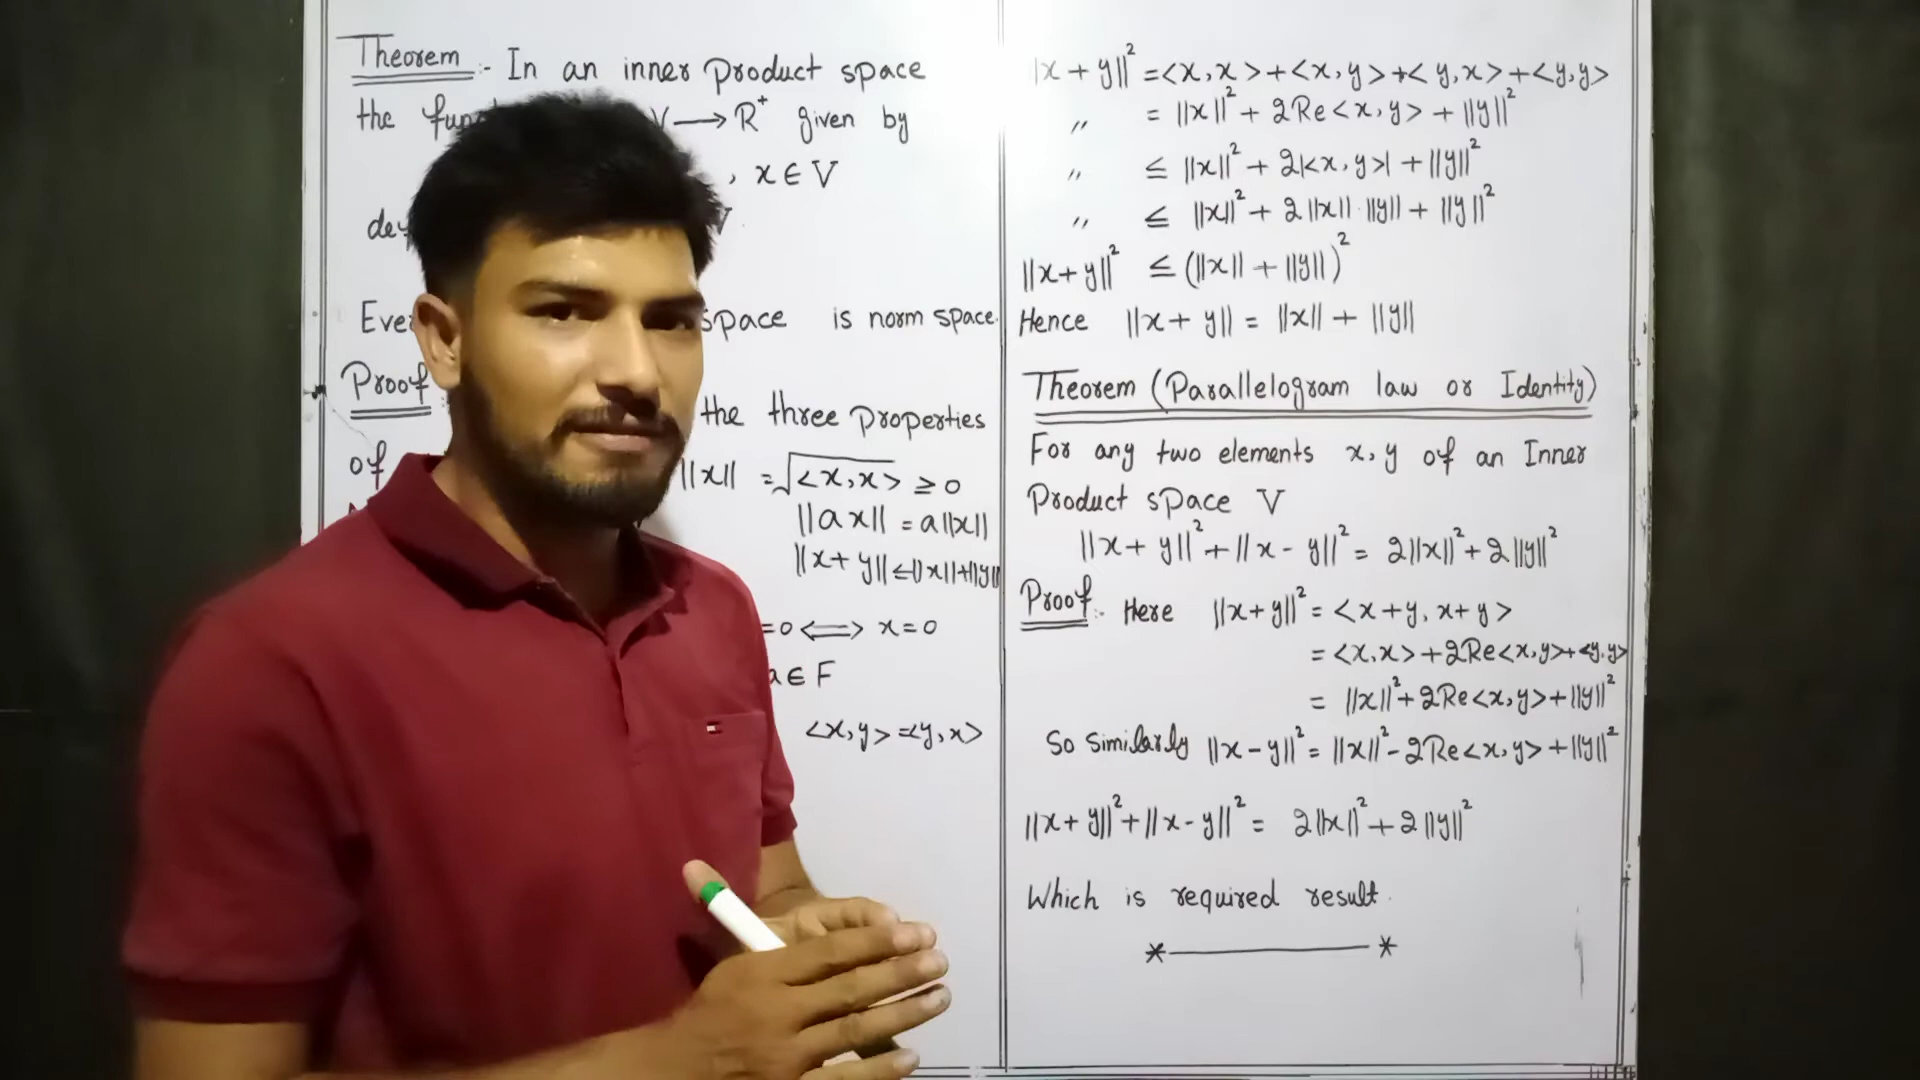 Theorem :- In an inner product space
the V → R⁺ given by
, x ∈ V
V
space is norm space.
Proof
the three properties
of ||x|| = √<x,x> ≥ 0
||ax|| = a||x||
||x+y|| ≤ ||x||+||y||
=0 ⟺ x=0
a ∈ F
<x,y> = <y,x>
||x+y||² = <x,x>+<x,y>+<y,x>+<y,y>
,, = ||x||² + 2Re<x,y> + ||y||²
,, ≤ ||x||² + 2|<x,y>| + ||y||²
,, ≤ ||x||² + 2||x||·||y|| + ||y||²
||x+y||² ≤ (||x|| + ||y||)²
Hence ||x+y|| = ||x|| + ||y||
Theorem (Parallelogram law or Identity)
For any two elements x,y of an Inner
Product space V
||x+y||² + ||x-y||² = 2||x||² + 2||y||²
Proof :- Here ||x+y||² = <x+y, x+y>
= <x,x>+2Re<x,y>+<y,y>
= ||x||²+2Re<x,y>+||y||²
So Similarly ||x-y||² = ||x||²-2Re<x,y>+||y||²
||x+y||²+||x-y||² = 2||x||²+2||y||²
Which is required result.